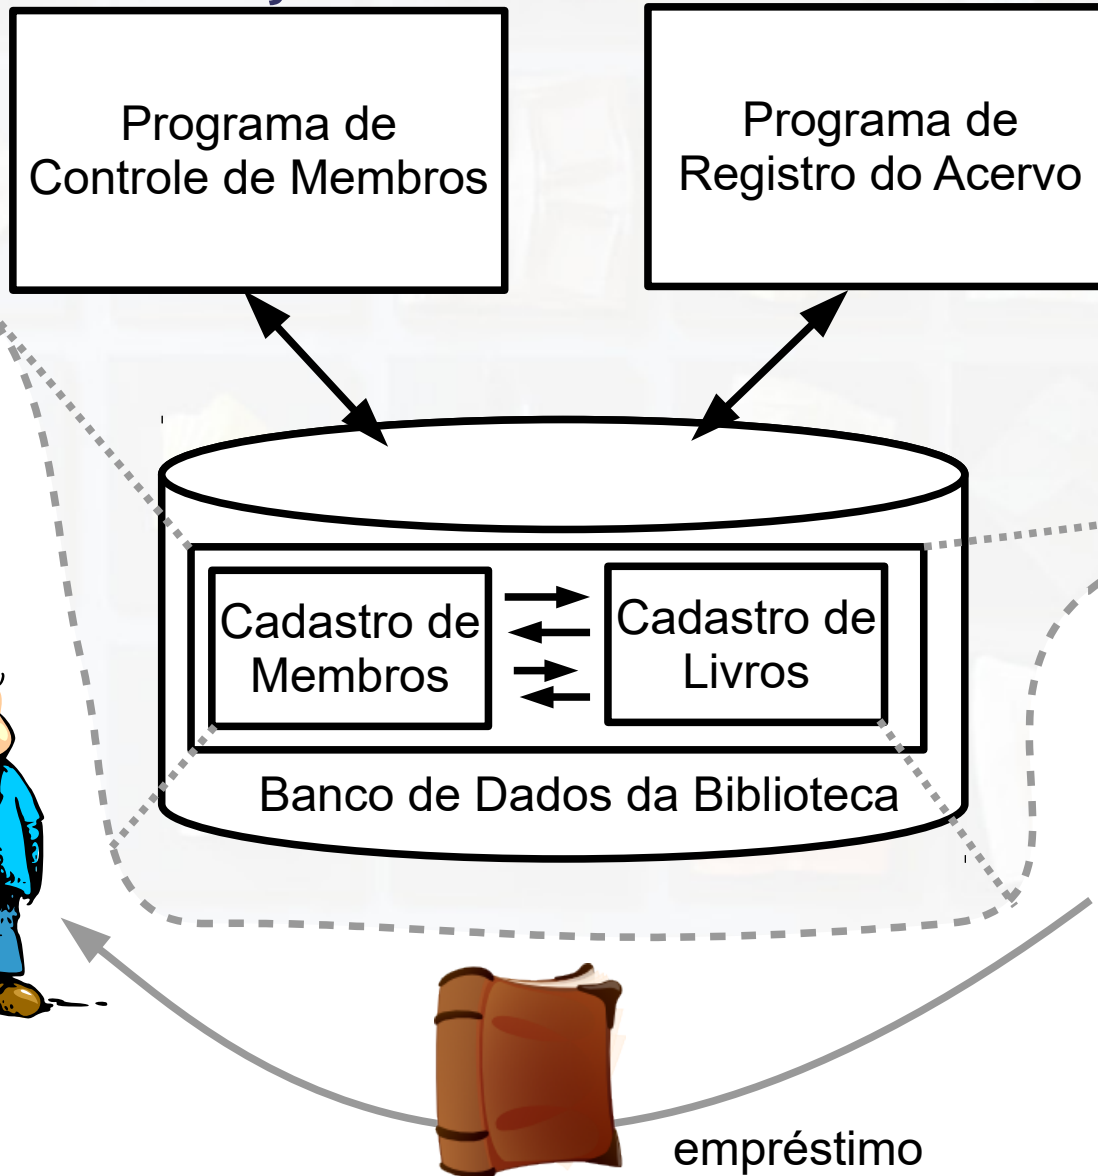 Programa de
Controle de Membros
Programa de
Registro do Acervo
Cadastro de
Membros
Cadastro de
Livros
Banco de Dados da Biblioteca
empréstimo